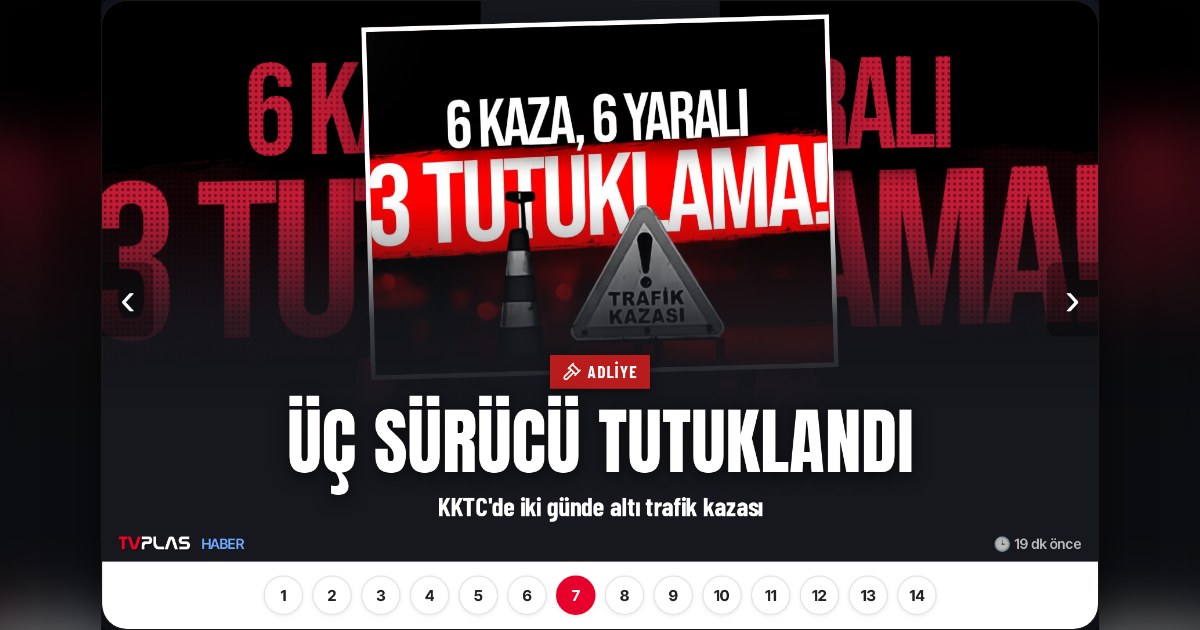 6 KAZA, 6 YARALI
3 TUTUKLAMA!
TRAFİK
KAZASI
ADLİYE
ÜÇ SÜRÜCÜ TUTUKLANDI
KKTC'de iki günde altı trafik kazası
TVPLAS HABER
19 dk önce
1 2 3 4 5 6 7 8 9 10 11 12 13 14